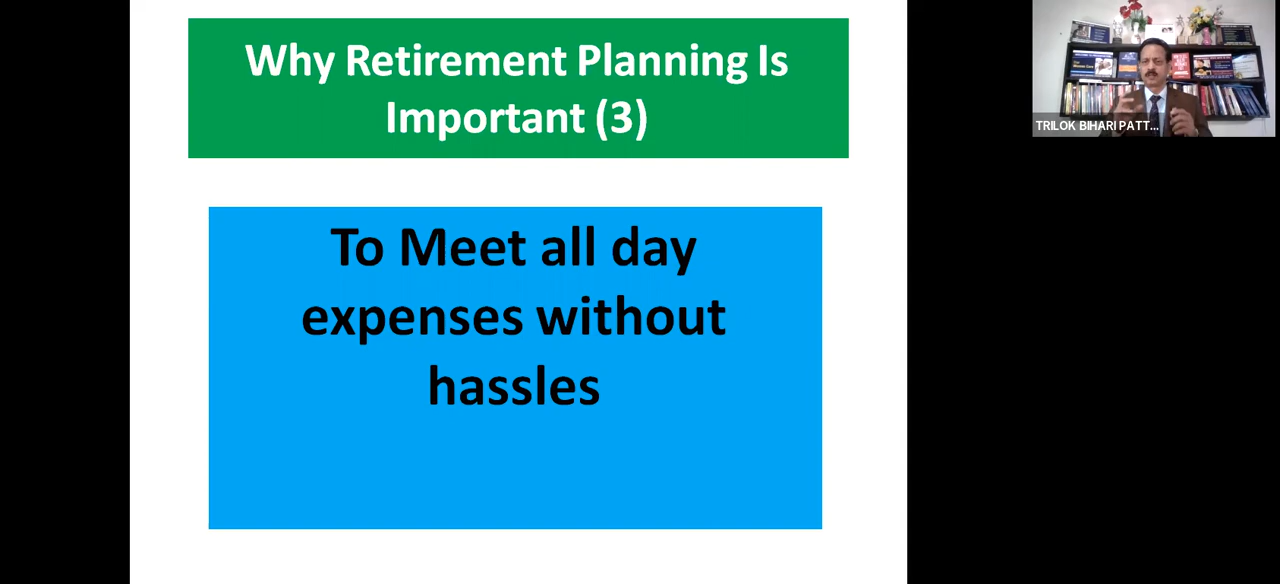 Why Retirement Planning Is
Important (3)
To Meet all day
expenses without
hassles
TRILOK BIHARI PATT...